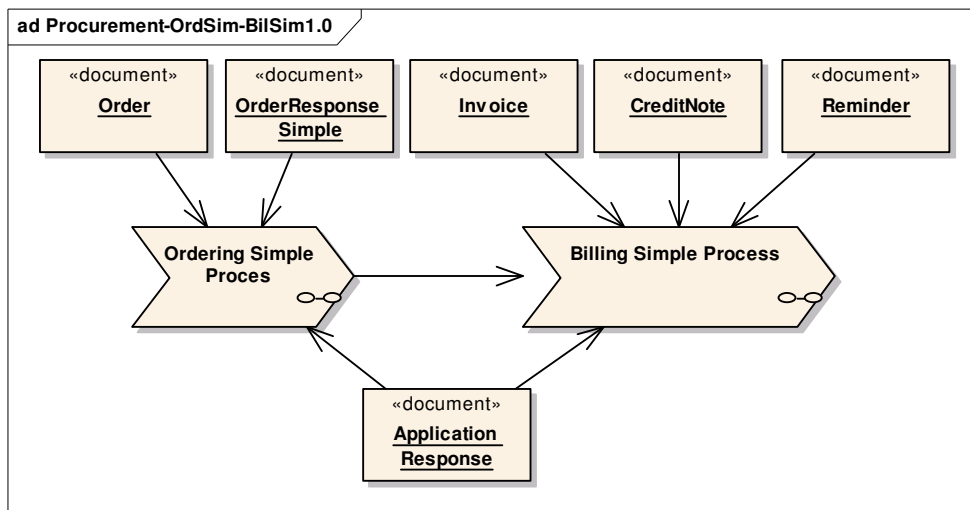 ad Procurement-OrdSim-BilSim1.0
«document»
Order
«document»
OrderResponse
Simple
«document»
Invoice
«document»
CreditNote
«document»
Reminder
Ordering Simple
Proces
Billing Simple Process
«document»
Application
Response